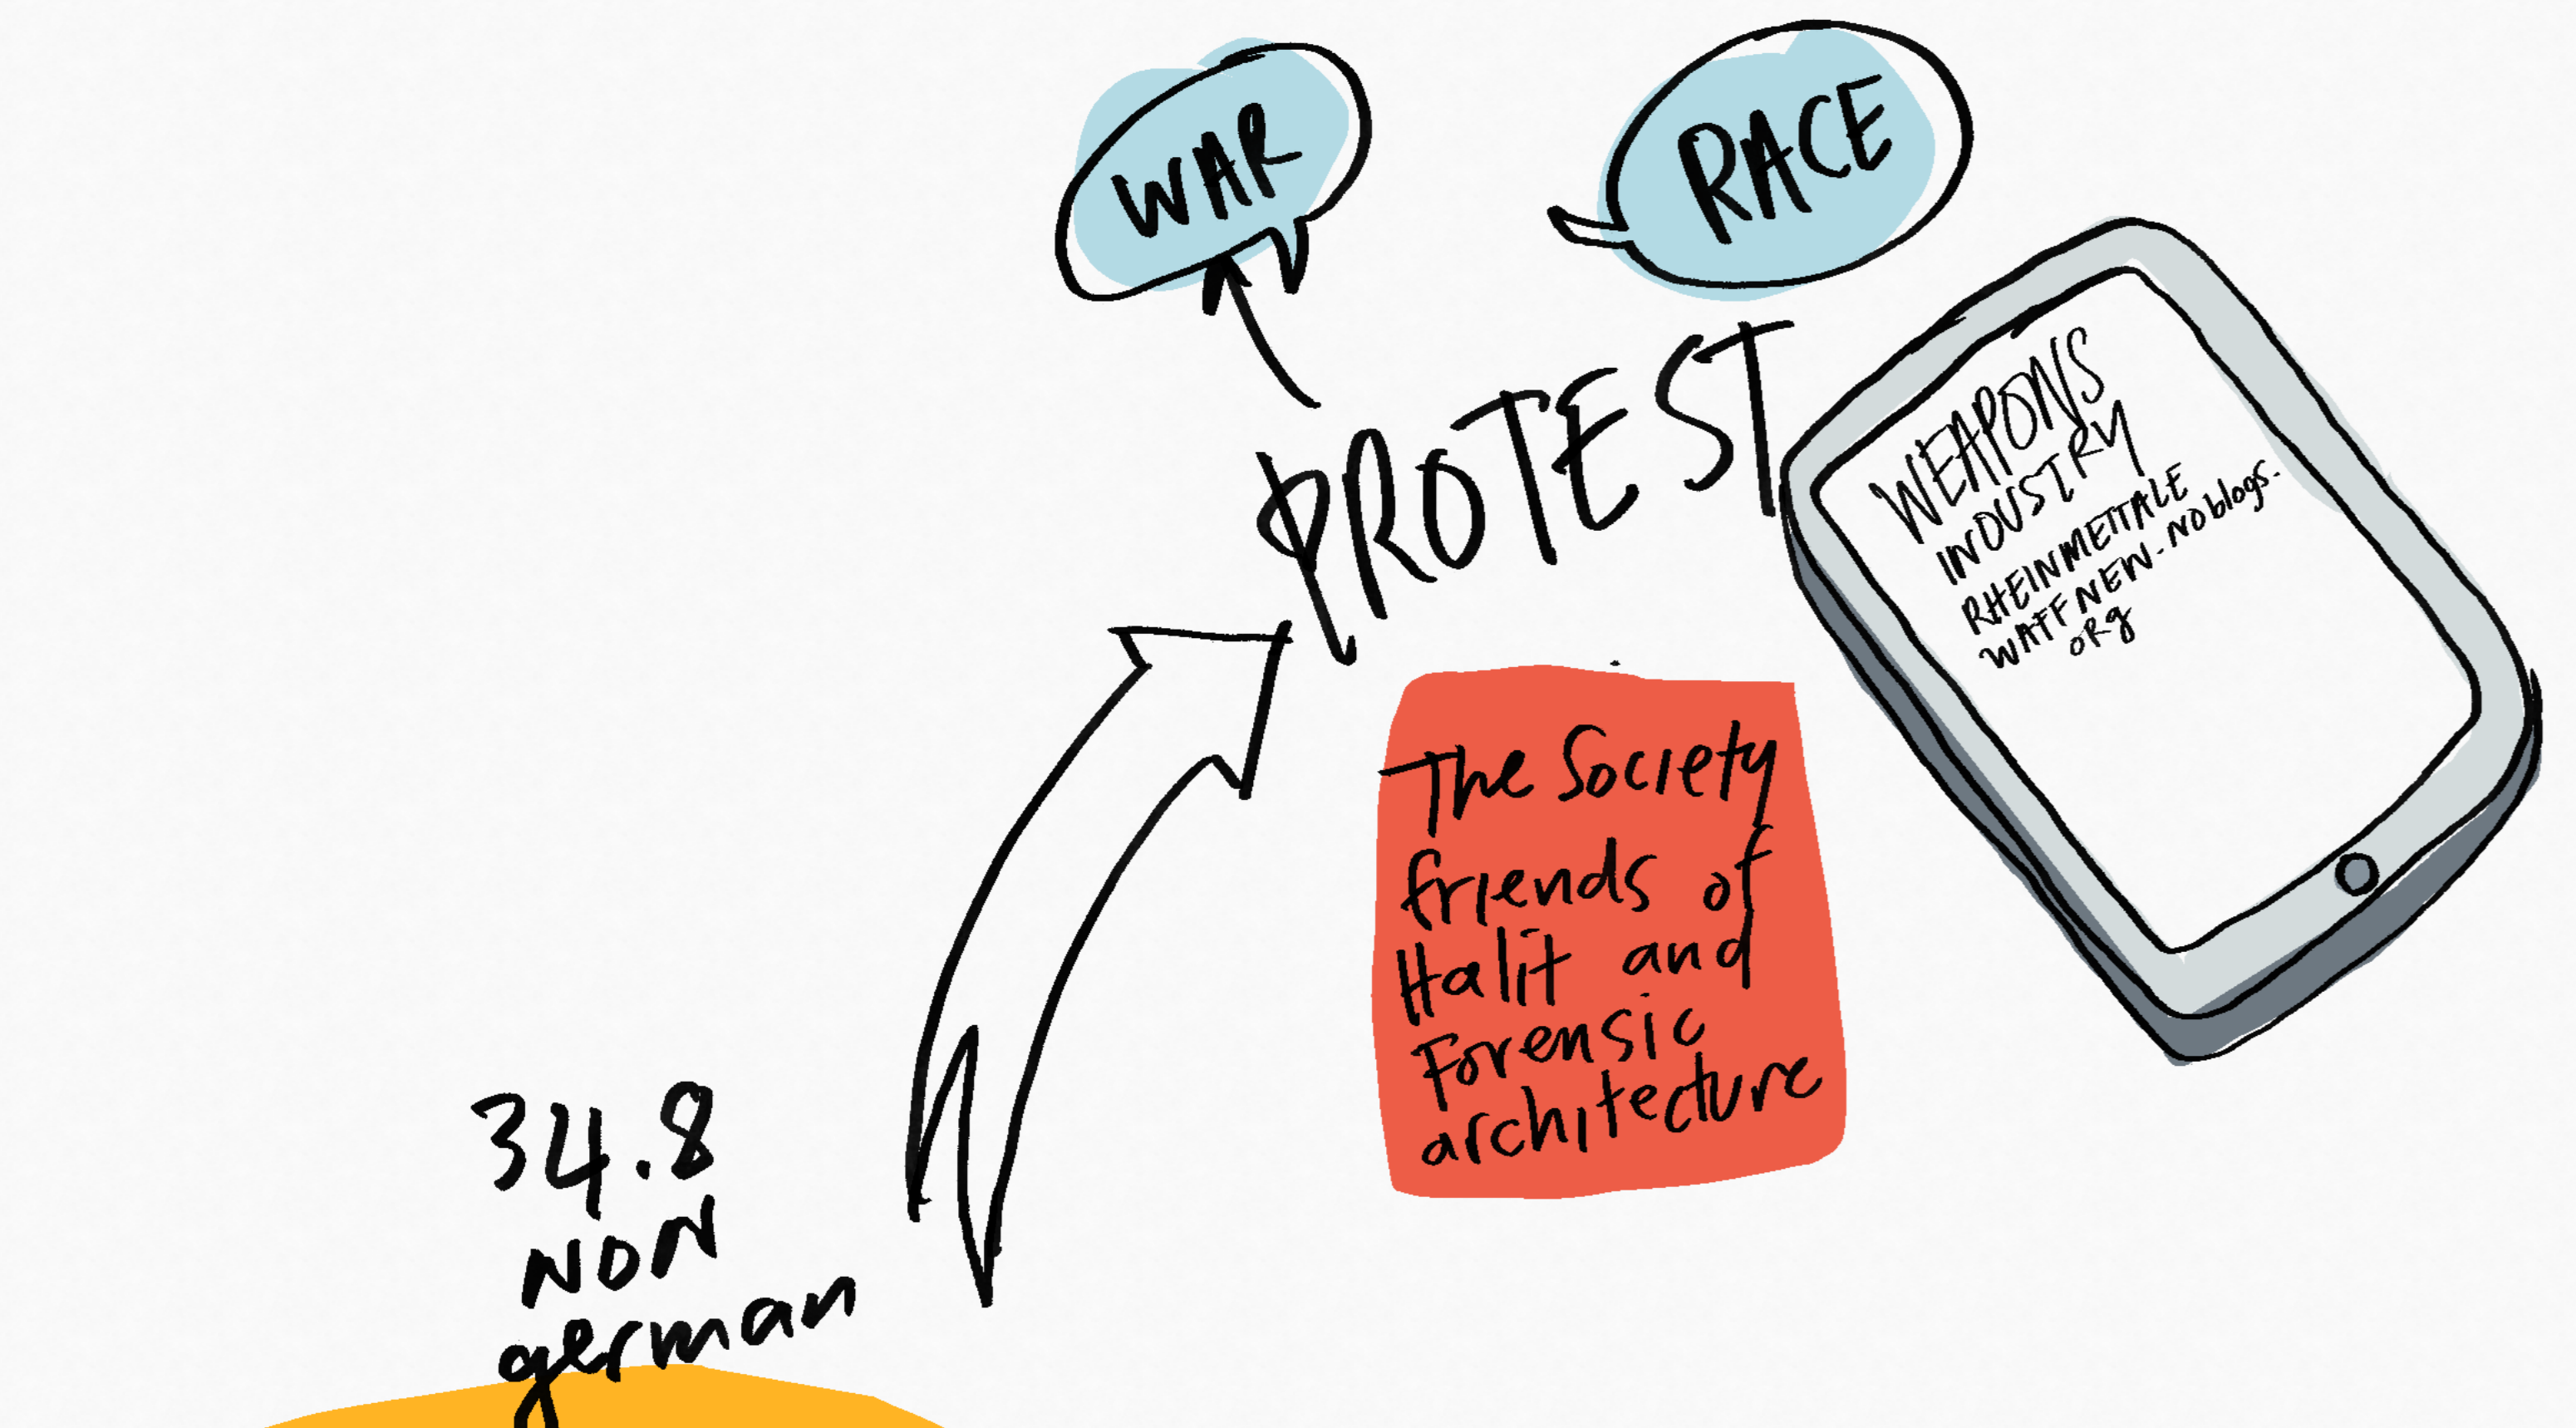 WAR
RACE
PROTEST
WEAPONS
INDUSTRY
RHEINMETTALE
WAFFNEW.NOblogs.
ORg
The Society
friends of
Halit and
Forensic
architecture
34.8
NON
german